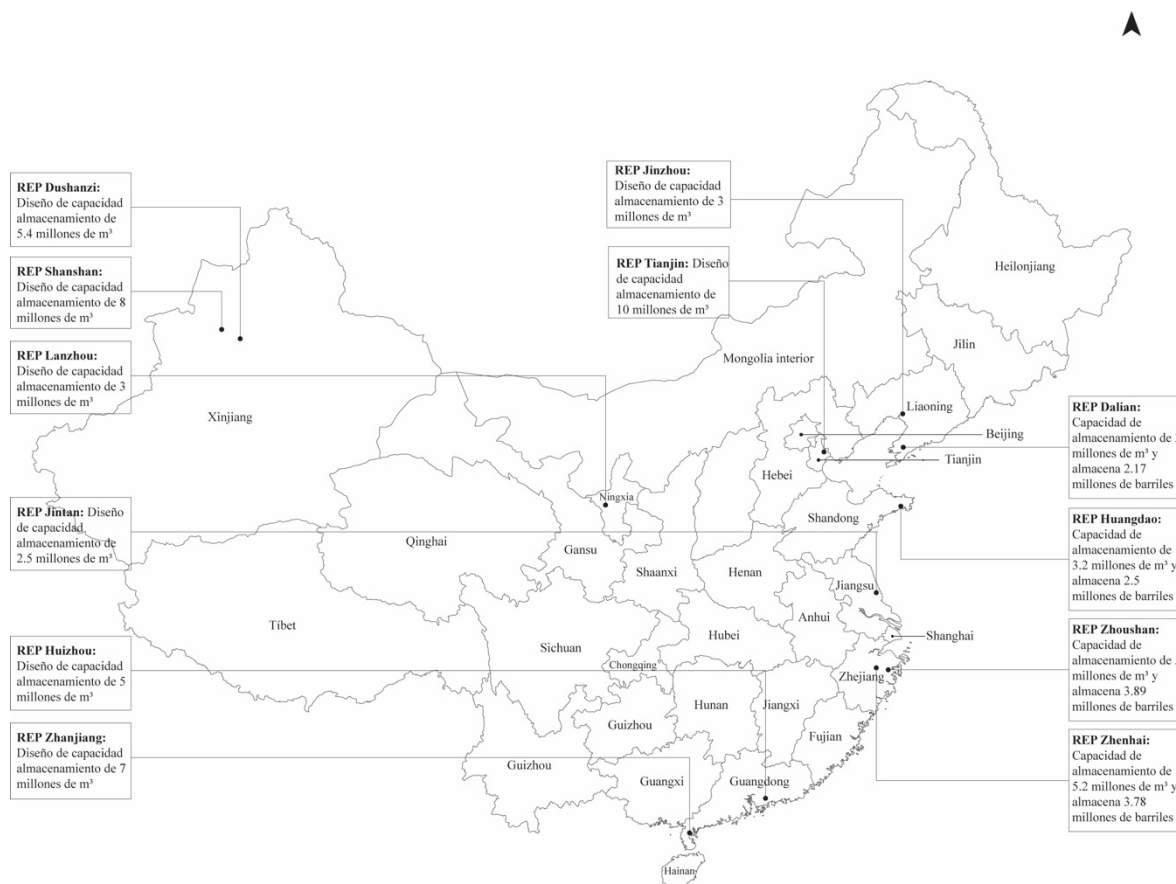 REP Dushanzi:
Diseño de capacidad
almacenamiento de
5.4 millones de m³
REP Shanshan:
Diseño de capacidad
almacenamiento de 8
millones de m³
REP Lanzhou:
Diseño de capacidad
almacenamiento de 3
millones de m³
REP Jintan: Diseño
de capacidad
almacenamiento de
2.5 millones de m³
REP Huizhou:
Diseño de capacidad
almacenamiento de 5
millones de m³
REP Zhanjiang:
Diseño de capacidad
almacenamiento de 7
millones de m³
REP Jinzhou:
Diseño de capacidad
almacenamiento de 3
millones de m³
REP Tianjin: Diseño
de capacidad
almacenamiento de
10 millones de m³
Heilonjiang
Jilin
Mongolia interior
Liaoning
Beijing
Tianjin
Hebei
Xinjiang
Ningxia
Shandong
Qinghai
Gansu
Shaanxi
Henan
Jiangsu
Anhui
Tíbet
Sichuan
Hubei
Shanghai
Chongqing
Zhejiang
Hunan
Jiangxi
Guizhou
Fujian
Guizhou
Guangxi
Guangdong
Hainan
REP Dalian:
Capacidad de
almacenamiento de
millones de m³ y
almacena 2.17
millones de barriles
REP Huangdao:
Capacidad de
almacenamiento de
3.2 millones de m³ y
almacena 2.5
millones de barriles
REP Zhoushan:
Capacidad de
almacenamiento de
millones de m³ y
almacena 3.89
millones de barriles
REP Zhenhai:
Capacidad de
almacenamiento de
5.2 millones de m³ y
almacena 3.78
millones de barriles